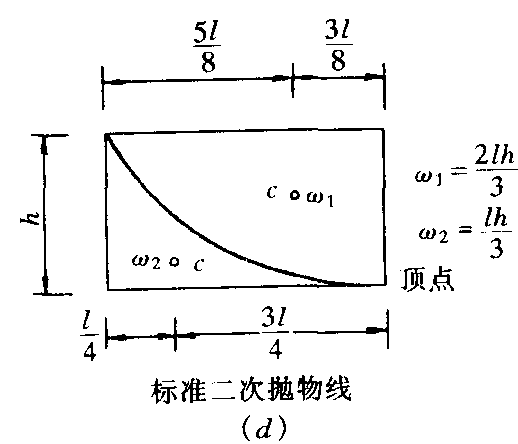 5l/8 3l/8
h
c ω₁ ω₁ = 2lh/3
ω₂ c ω₂ = lh/3
顶点
l/4 3l/4
标准二次抛物线
(d)